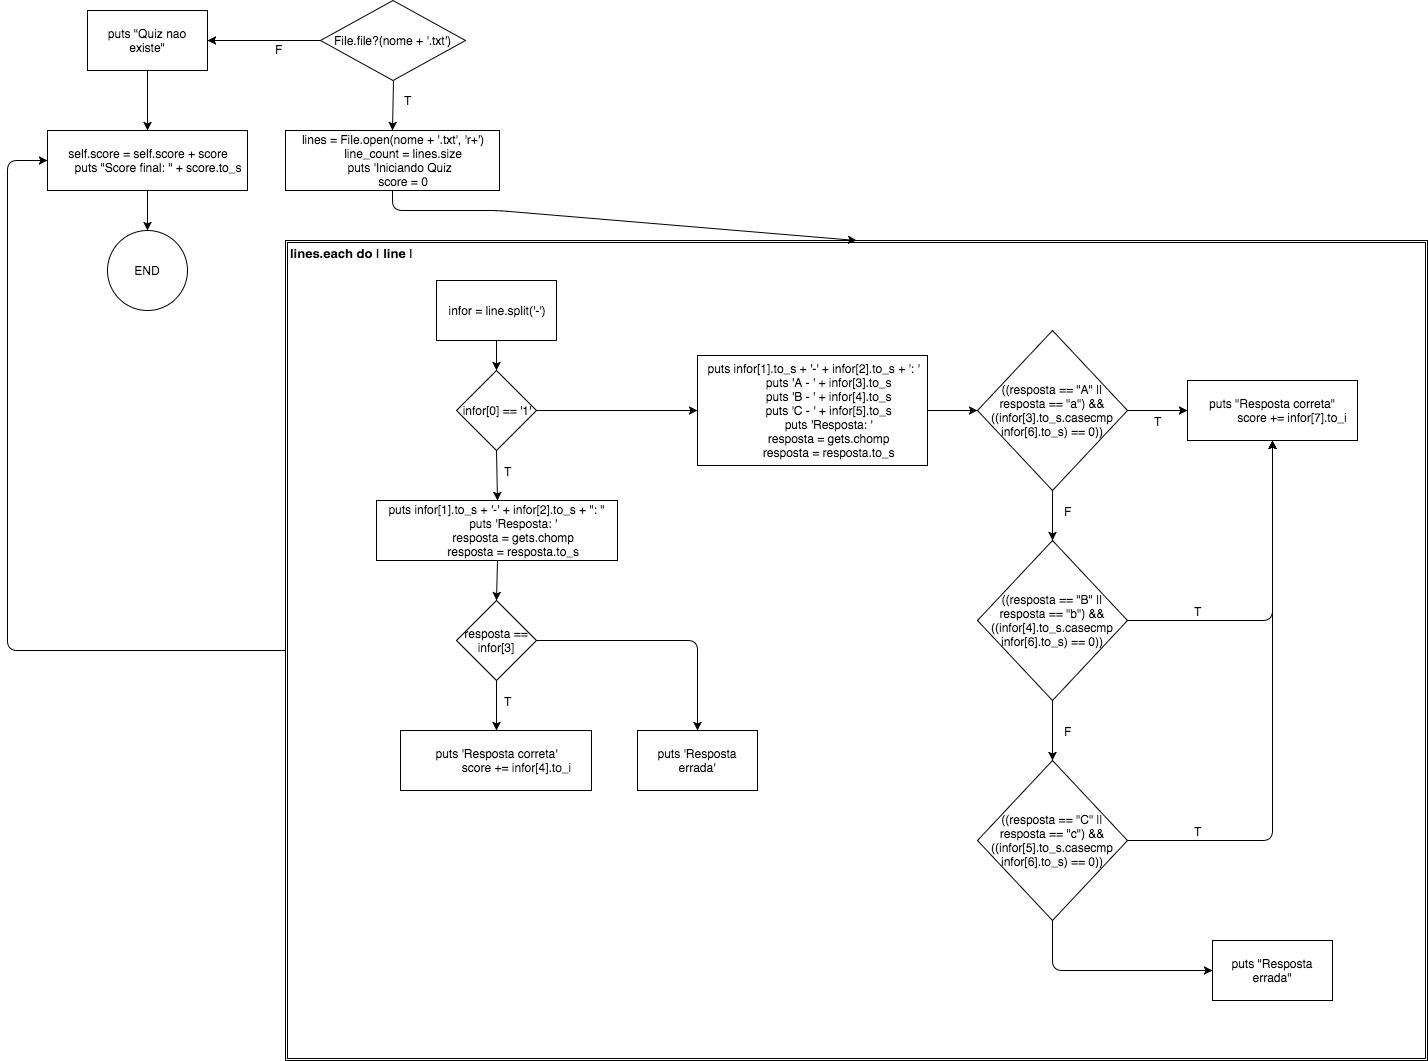 puts "Quiz nao
existe"
F
File.file?(nome + '.txt')
T
self.score = self.score + score
puts "Score final: " + score.to_s
lines = File.open(nome + '.txt', 'r+')
line_count = lines.size
puts 'Iniciando Quiz
score = 0
END
lines.each do | line |
infor = line.split('-')
infor[0] == '1'
T
puts infor[1].to_s + '-' + infor[2].to_s + ": "
puts 'Resposta: '
resposta = gets.chomp
resposta = resposta.to_s
resposta ==
infor[3]
T
puts 'Resposta correta'
score += infor[4].to_i
puts 'Resposta
errada'
puts infor[1].to_s + '-' + infor[2].to_s + ': '
puts 'A - ' + infor[3].to_s
puts 'B - ' + infor[4].to_s
puts 'C - ' + infor[5].to_s
puts 'Resposta: '
resposta = gets.chomp
resposta = resposta.to_s
((resposta == "A" ||
resposta == "a") &&
((infor[3].to_s.casecmp
infor[6].to_s) == 0))
T
puts "Resposta correta"
score += infor[7].to_i
F
((resposta == "B" ||
resposta == "b") &&
((infor[4].to_s.casecmp
infor[6].to_s) == 0))
T
F
((resposta == "C" ||
resposta == "c") &&
((infor[5].to_s.casecmp
infor[6].to_s) == 0))
T
puts "Resposta
errada"